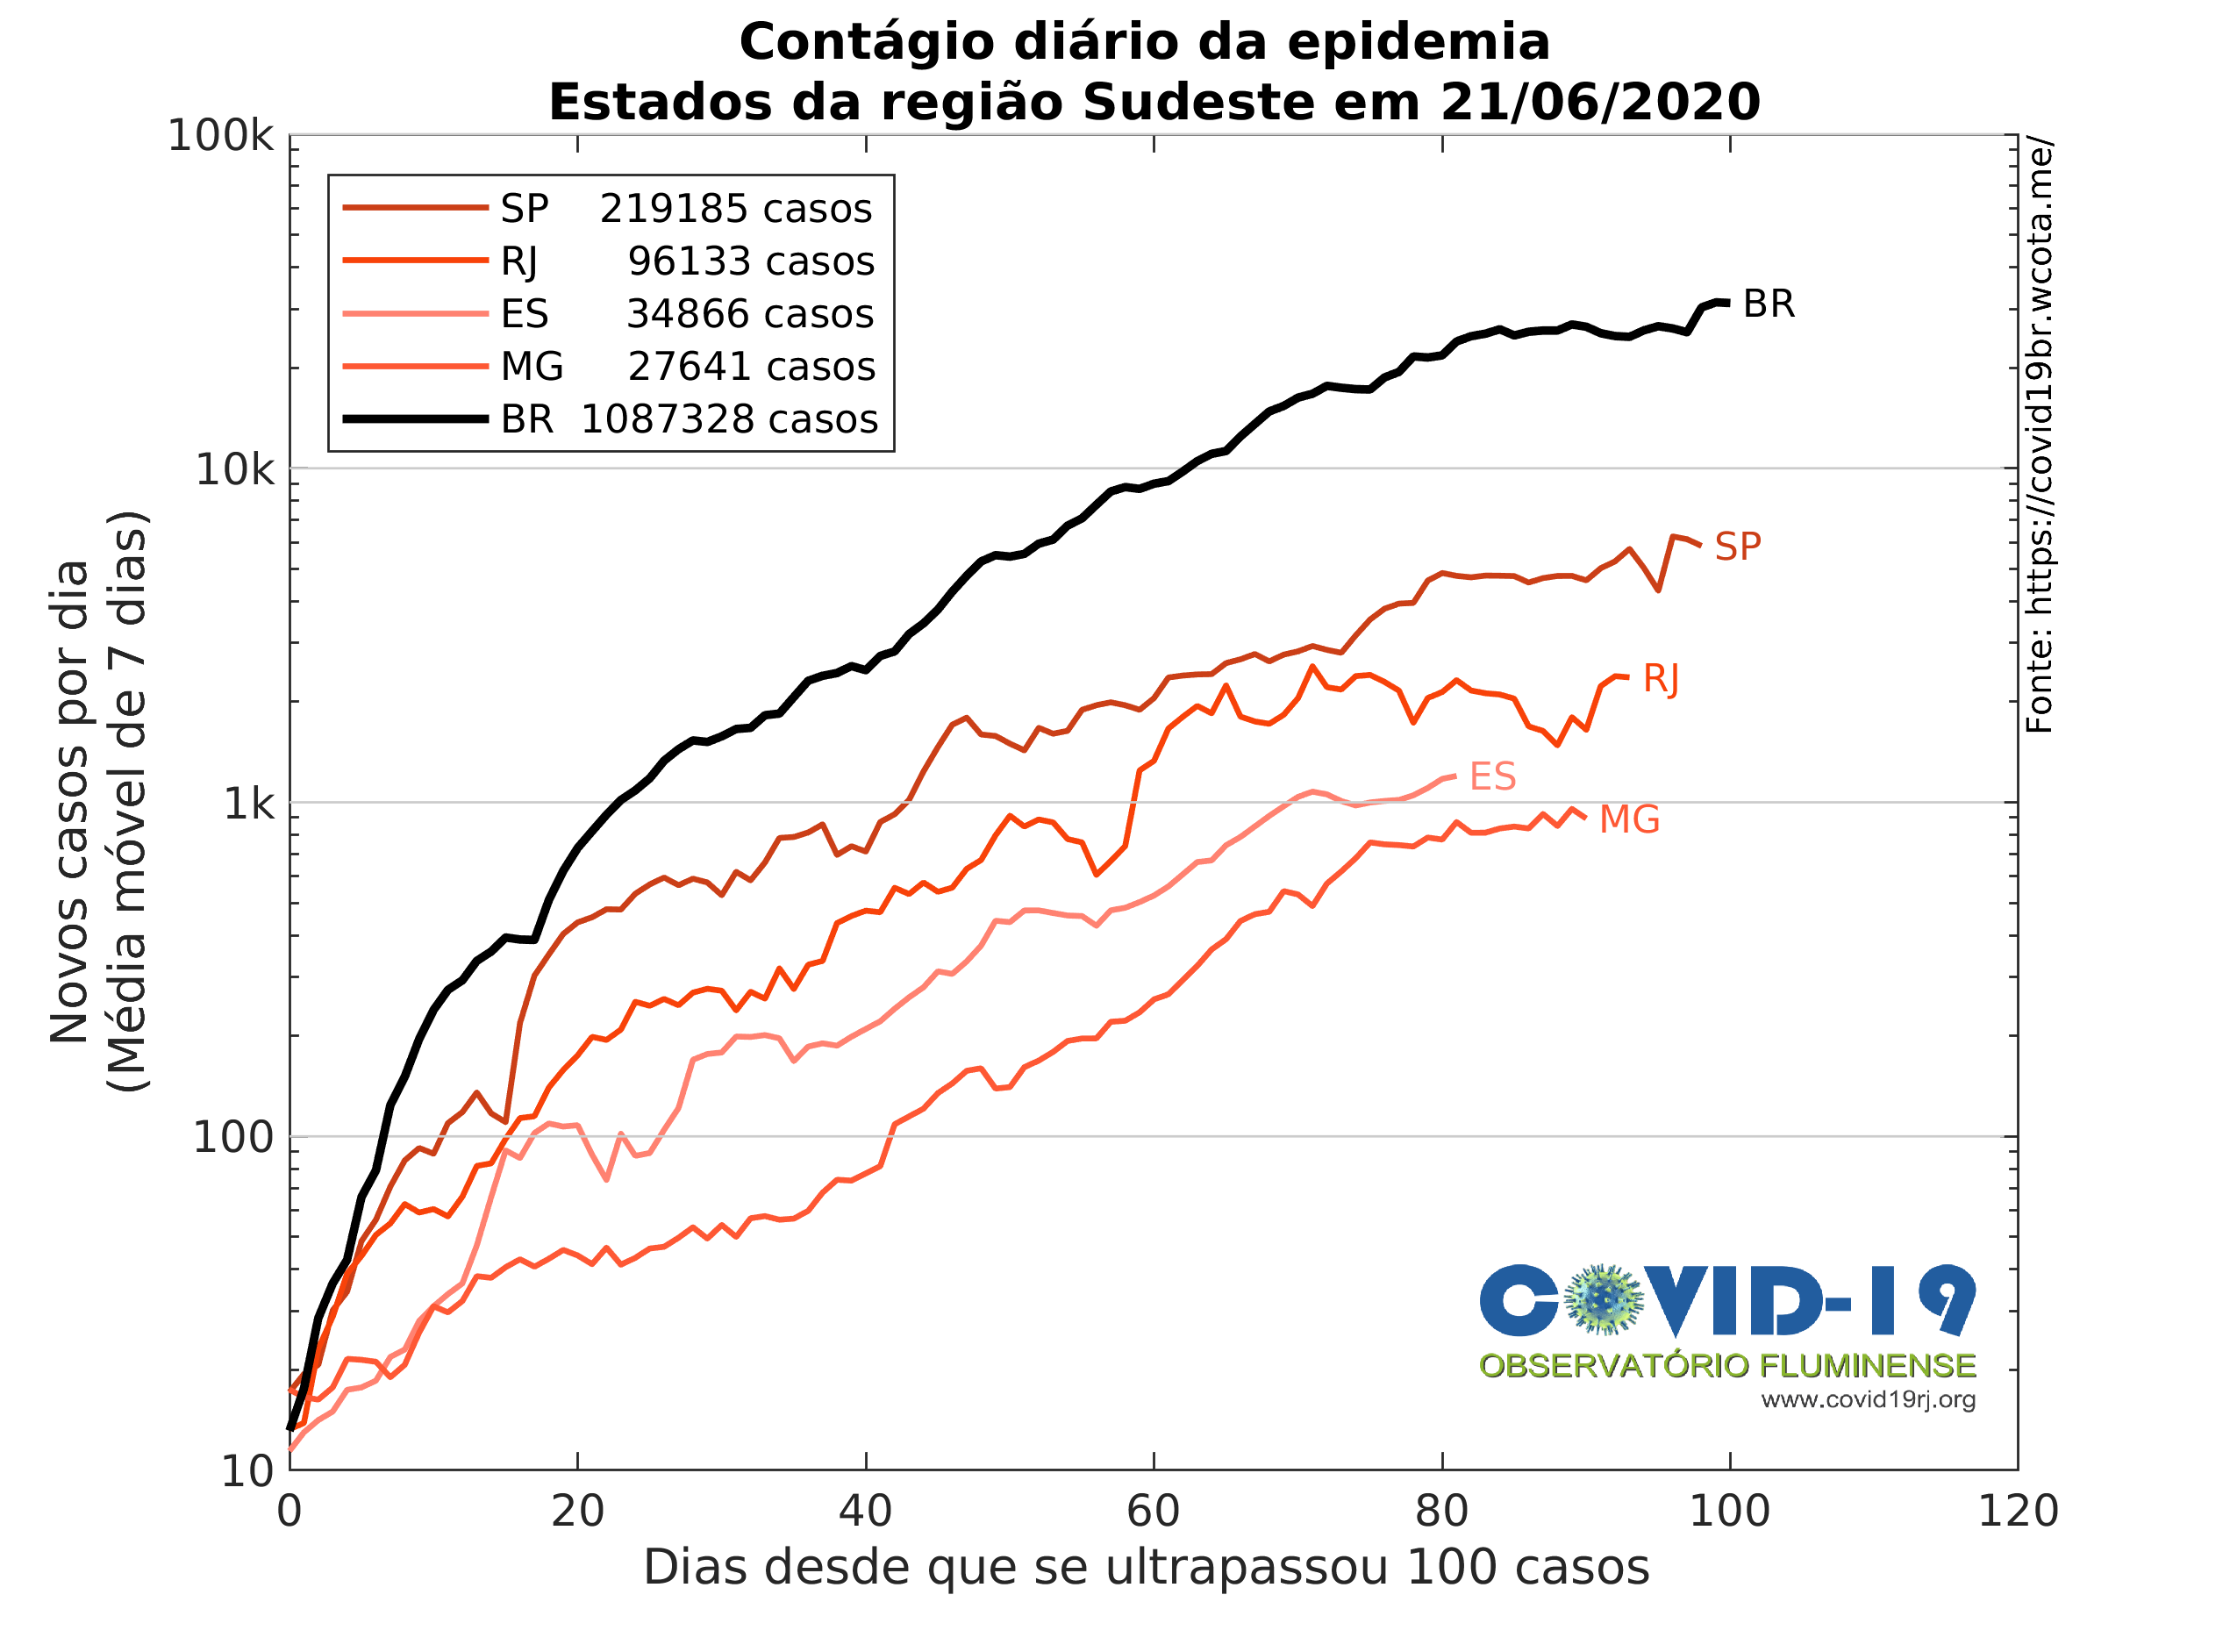 Contágio diário da epidemia
Estados da região Sudeste em 21/06/2020
100k
10k
1k
100
10
Novos casos por dia
(Média móvel de 7 dias)
SP 219185 casos
RJ 96133 casos
ES 34866 casos
MG 27641 casos
BR 1087328 casos
BR
SP
RJ
ES
MG
Fonte: https://covid19br.wcota.me/
COVID-19
OBSERVATÓRIO FLUMINENSE
www.covid19rj.org
0 20 40 60 80 100 120
Dias desde que se ultrapassou 100 casos